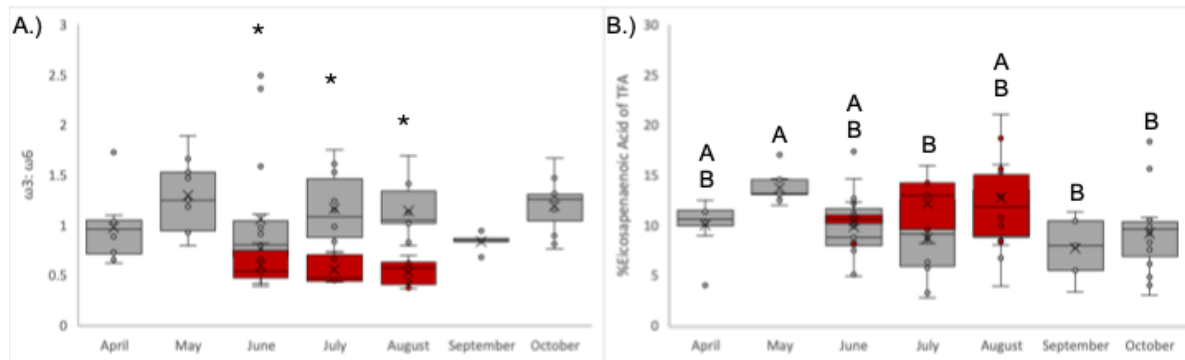 A.)
3
2.5
2
1.5
1
0.5
0
ω3: ω6
*
*
*
April May June July August September October
B.)
35
30
25
20
15
10
5
0
%Eicosapenaenoic Acid of TFA
A
B
A
A
B
B
A
B
B
B
April May June July August September October